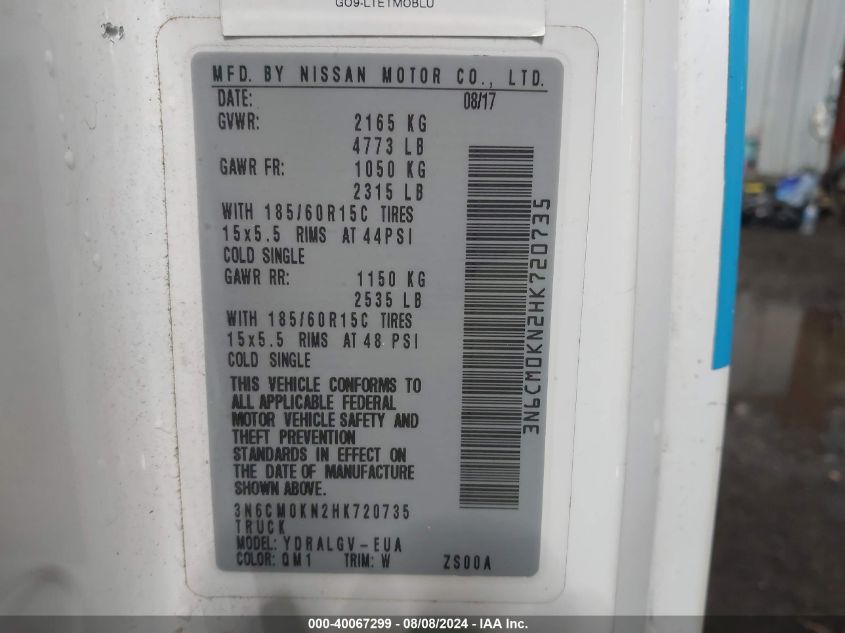 GO9-LTETMOBLU
MFD. BY NISSAN MOTOR CO., LTD.
DATE: 08/17
GVWR: 2165 KG
4773 LB
GAWR FR: 1050 KG
2315 LB
WITH 185/60R15C TIRES
15x5.5 RIMS AT 44PSI
COLD SINGLE
GAWR RR: 1150 KG
2535 LB
WITH 185/60R15C TIRES
15x5.5 RIMS AT 48 PSI
COLD SINGLE
THIS VEHICLE CONFORMS TO
ALL APPLICABLE FEDERAL
MOTOR VEHICLE SAFETY AND
THEFT PREVENTION
STANDARDS IN EFFECT ON
THE DATE OF MANUFACTURE
SHOWN ABOVE.
3N6CM0KN2HK720735
TRUCK
MODEL: YDRALGV-EUA
COLOR: QM1 TRIM: W ZS00A
3N6CM0KN2HK720735
000-40067299 - 08/08/2024 - IAA Inc.